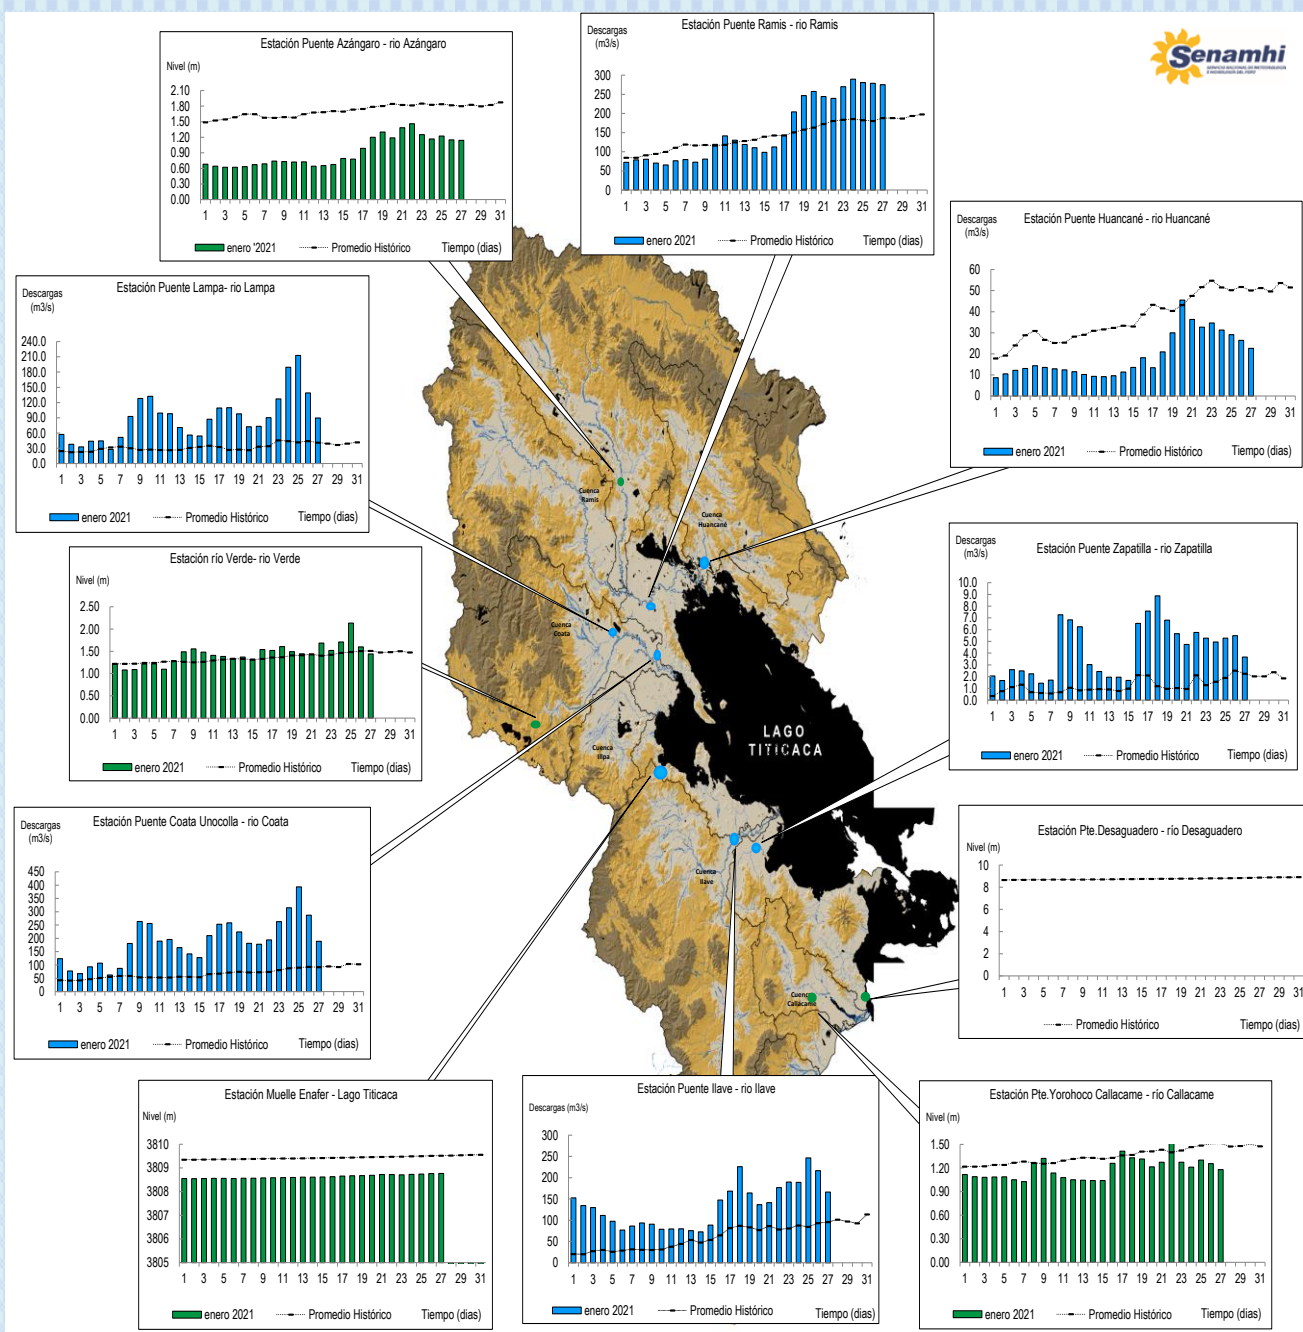 Senamhi
SERVICIO NACIONAL DE METEOROLOGÍA
E HIDROLOGÍA DEL PERÚ
Estación Puente Azángaro - rio Azángaro
Nivel (m)
2.10
1.80
1.50
1.20
0.90
0.60
0.30
0.00
1 3 5 7 9 11 13 15 17 19 21 23 25 27 29 31
enero '2021 Promedio Histórico Tiempo (dias)
Estación Puente Ramis - rio Ramis
Descargas
(m3/s)
300
250
200
150
100
50
0
1 3 5 7 9 11 13 15 17 19 21 23 25 27 29 31
enero 2021 Promedio Histórico Tiempo (dias)
Estación Puente Huancané - rio Huancané
Descargas
(m3/s)
60
50
40
30
20
10
0
1 3 5 7 9 11 13 15 17 19 21 23 25 27 29 31
enero 2021 Promedio Histórico Tiempo (dias)
Estación Puente Lampa- rio Lampa
Descargas
(m3/s)
240.0
210.0
180.0
150.0
120.0
90.0
60.0
30.0
0.0
1 3 5 7 9 11 13 15 17 19 21 23 25 27 29 31
enero 2021 Promedio Histórico Tiempo (dias)
Estación río Verde- rio Verde
Nivel (m)
2.50
2.00
1.50
1.00
0.50
0.00
1 3 5 7 9 11 13 15 17 19 21 23 25 27 29 31
enero 2021 Promedio Histórico Tiempo (dias)
Estación Puente Zapatilla - rio Zapatilla
Descargas
(m3/s)
10.0
9.0
8.0
7.0
6.0
5.0
4.0
3.0
2.0
1.0
0.0
1 3 5 7 9 11 13 15 17 19 21 23 25 27 29 31
enero 2021 Promedio Histórico Tiempo (dias)
Cuenca
Ramis
Cuenca
Huancané
Cuenca
Coata
Cuenca
Illpa
LAGO
TITICACA
Cuenca
Ilave
Cuenca
Callacame
Estación Puente Coata Unocolla - rio Coata
Descargas
(m3/s)
450
400
350
300
250
200
150
100
50
0
1 3 5 7 9 11 13 15 17 19 21 23 25 27 29 31
enero 2021 Promedio Histórico Tiempo (dias)
Estación Pte.Desaguadero - río Desaguadero
Nivel (m)
10
8
6
4
2
0
1 3 5 7 9 11 13 15 17 19 21 23 25 27 29 31
Promedio Histórico Tiempo (dias)
Estación Muelle Enafer - Lago Titicaca
Nivel (m)
3810
3809
3808
3807
3806
3805
1 3 5 7 9 11 13 15 17 19 21 23 25 27 29 31
enero 2021 Promedio Histórico Tiempo (dias)
Estación Puente Ilave - rio Ilave
Descargas (m3/s)
300
250
200
150
100
50
0
1 3 5 7 9 11 13 15 17 19 21 23 25 27 29 31
enero 2021 Promedio Histórico Tiempo (dias)
Estación Pte.Yorohoco Callacame - río Callacame
Nivel (m)
1.50
1.20
0.90
0.60
0.30
0.00
1 3 5 7 9 11 13 15 17 19 21 23 25 27 29 31
enero 2021 Promedio Histórico Tiempo (dias)